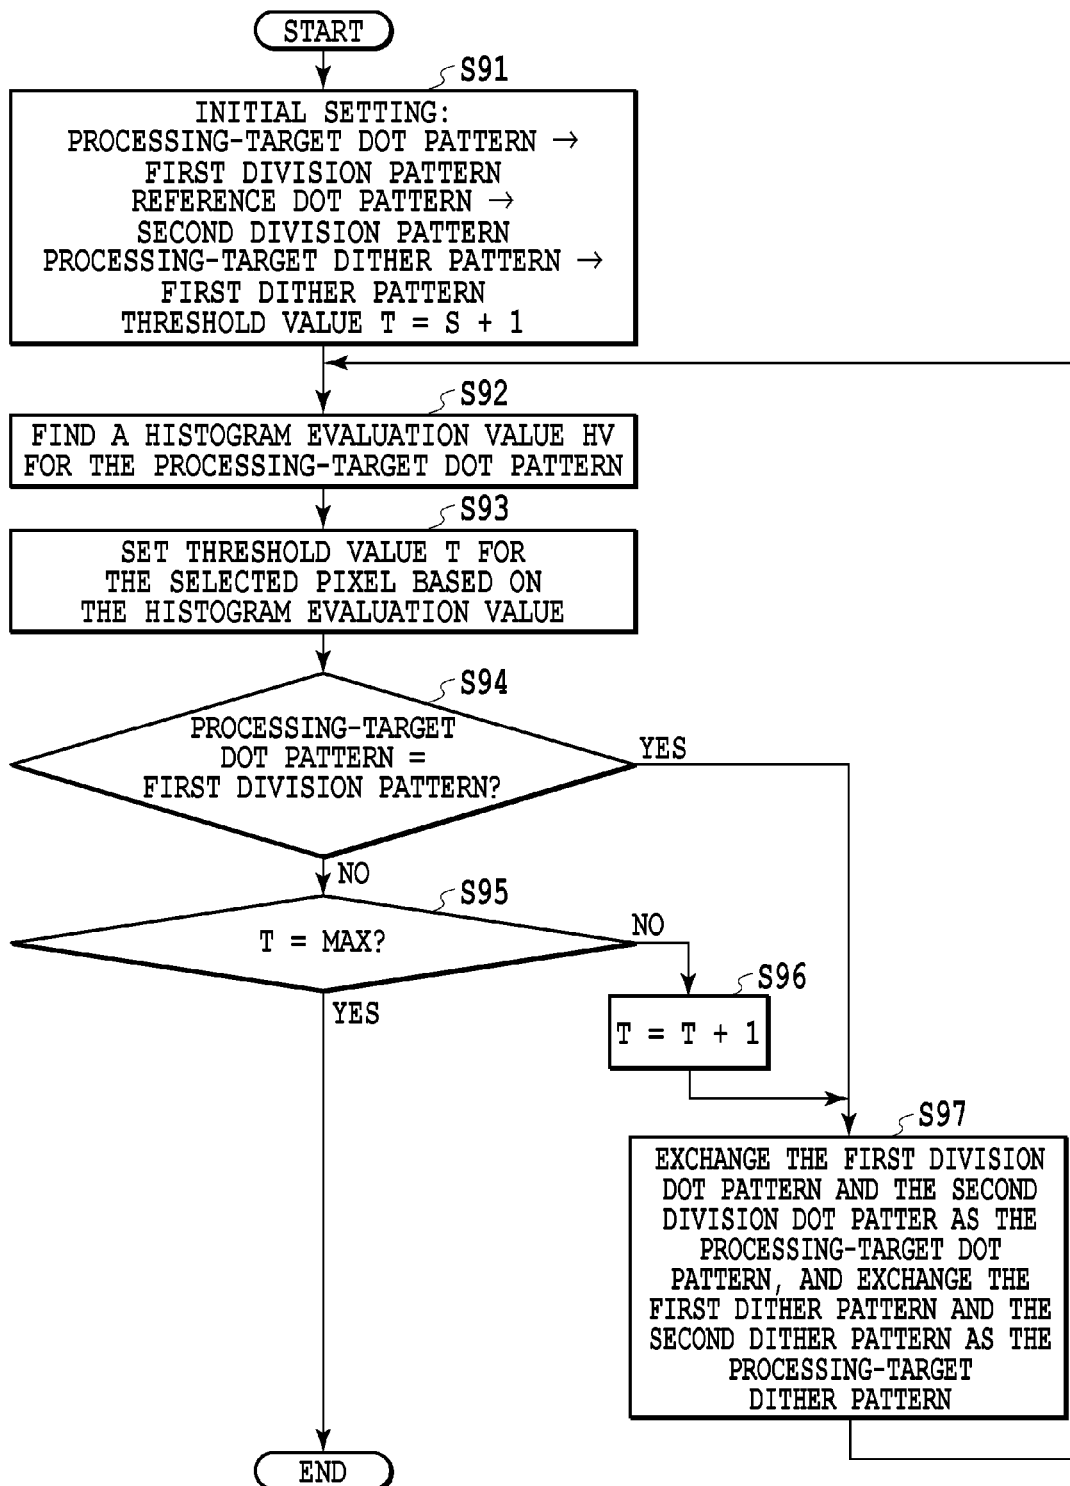 START
S91
INITIAL SETTING:
PROCESSING-TARGET DOT PATTERN →
FIRST DIVISION PATTERN
REFERENCE DOT PATTERN →
SECOND DIVISION PATTERN
PROCESSING-TARGET DITHER PATTERN →
FIRST DITHER PATTERN
THRESHOLD VALUE T = S + 1
S92
FIND A HISTOGRAM EVALUATION VALUE HV
FOR THE PROCESSING-TARGET DOT PATTERN
S93
SET THRESHOLD VALUE T FOR
THE SELECTED PIXEL BASED ON
THE HISTOGRAM EVALUATION VALUE
S94
PROCESSING-TARGET
DOT PATTERN =
FIRST DIVISION PATTERN?
YES
NO
S95
T = MAX?
NO
YES
S96
T = T + 1
S97
EXCHANGE THE FIRST DIVISION
DOT PATTERN AND THE SECOND
DIVISION DOT PATTER AS THE
PROCESSING-TARGET DOT
PATTERN, AND EXCHANGE THE
FIRST DITHER PATTERN AND THE
SECOND DITHER PATTERN AS THE
PROCESSING-TARGET
DITHER PATTERN
END